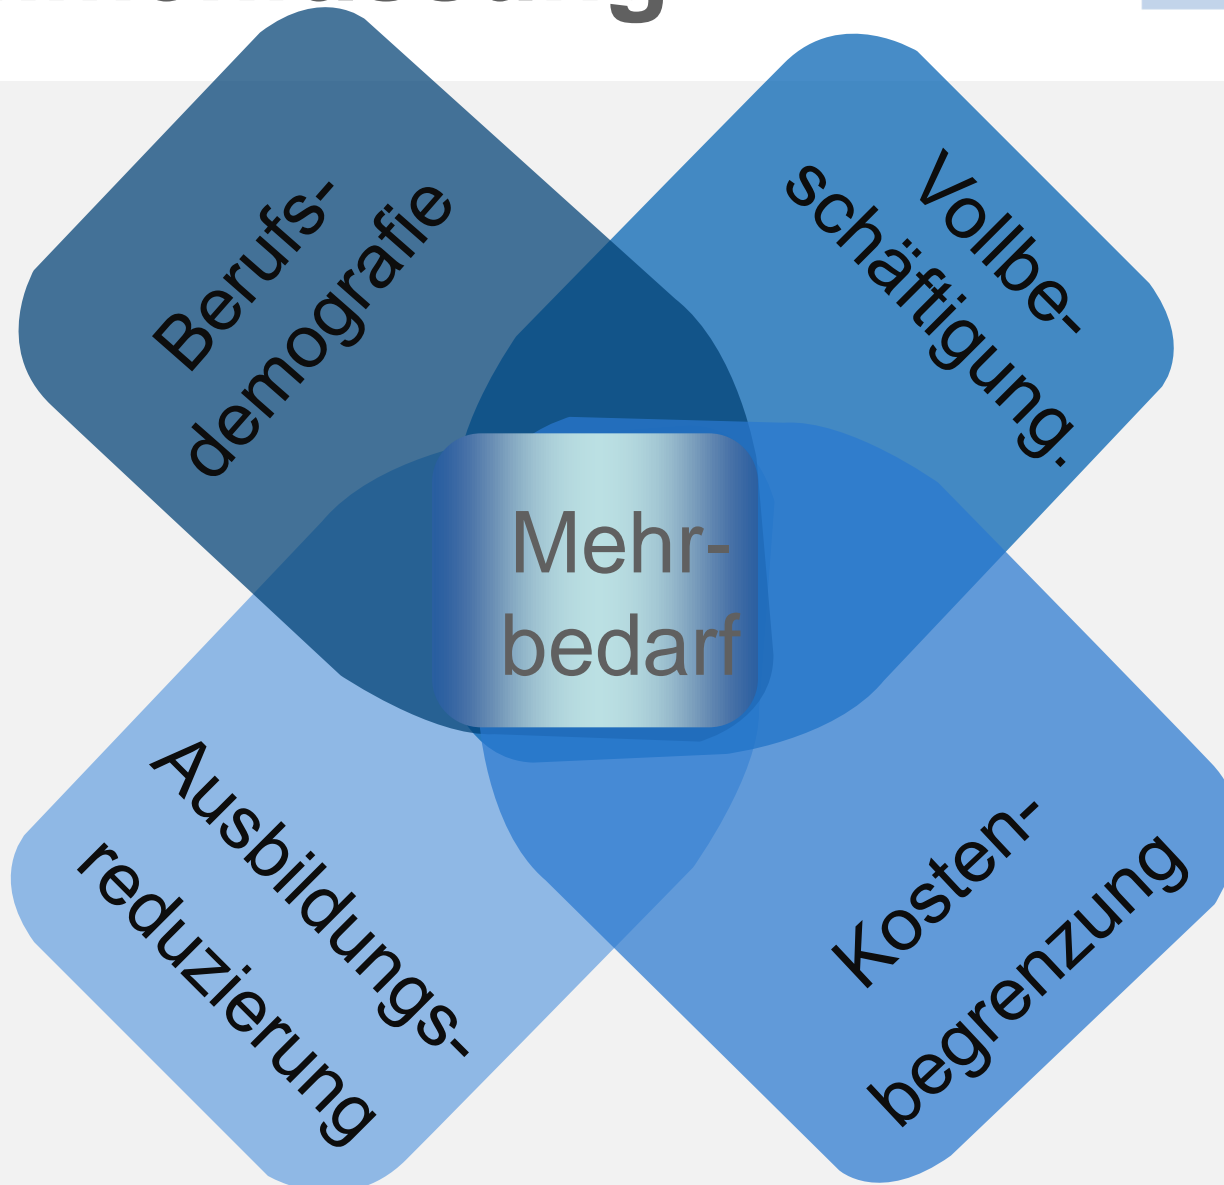 Berufs-
demografie
Vollbe-
schäftigung.
Mehr-
bedarf
Ausbildungs-
reduzierung
Kosten-
begrenzung